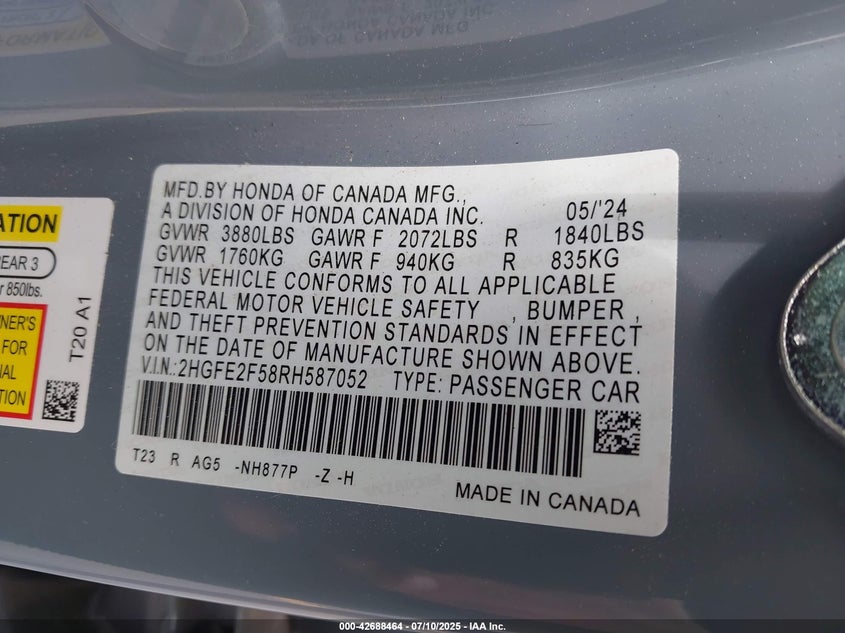 MFD.BY HONDA OF CANADA MFG.,
A DIVISION OF HONDA CANADA INC. 05/'24
GVWR 3880LBS GAWR F 2072LBS R 1840LBS
GVWR 1760KG GAWR F 940KG R 835KG
THIS VEHICLE CONFORMS TO ALL APPLICABLE
FEDERAL MOTOR VEHICLE SAFETY , BUMPER ,
AND THEFT PREVENTION STANDARDS IN EFFECT
ON THE DATE OF MANUFACTURE SHOWN ABOVE.
V.I.N.:2HGFE2F58RH587052 TYPE: PASSENGER CAR
T23 R AG5 -NH877P -Z -H
MADE IN CANADA
ATION
REAR 3
850lbs.
NER'S
FOR
T20 A1
000-42688464 - 07/10/2025 - IAA Inc.